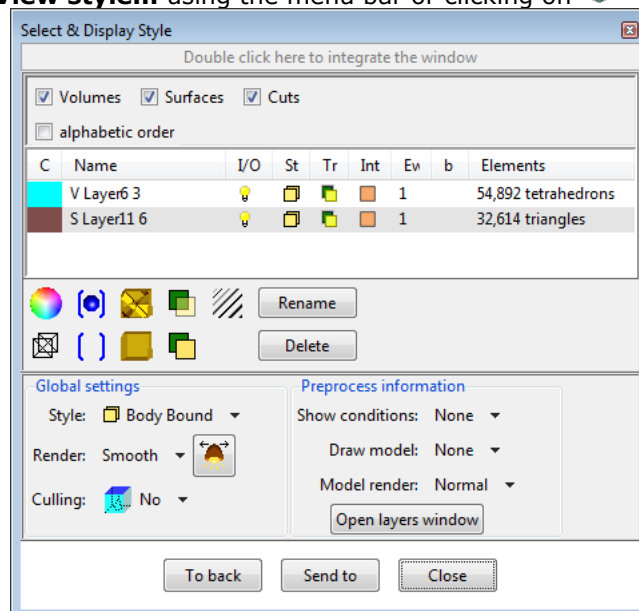 View Style... using the menu bar or clicking on
Select & Display Style
Double click here to integrate the window
Volumes Surfaces Cuts
alphabetic order
C Name I/O St Tr Int Ew b Elements
V Layer6 3 1 54,892 tetrahedrons
S Layer11 6 1 32,614 triangles
Rename
Delete
Global settings Preprocess information
Style: Body Bound Show conditions: None
Render: Smooth Draw model: None
Culling: No Model render: Normal
Open layers window
To back Send to Close